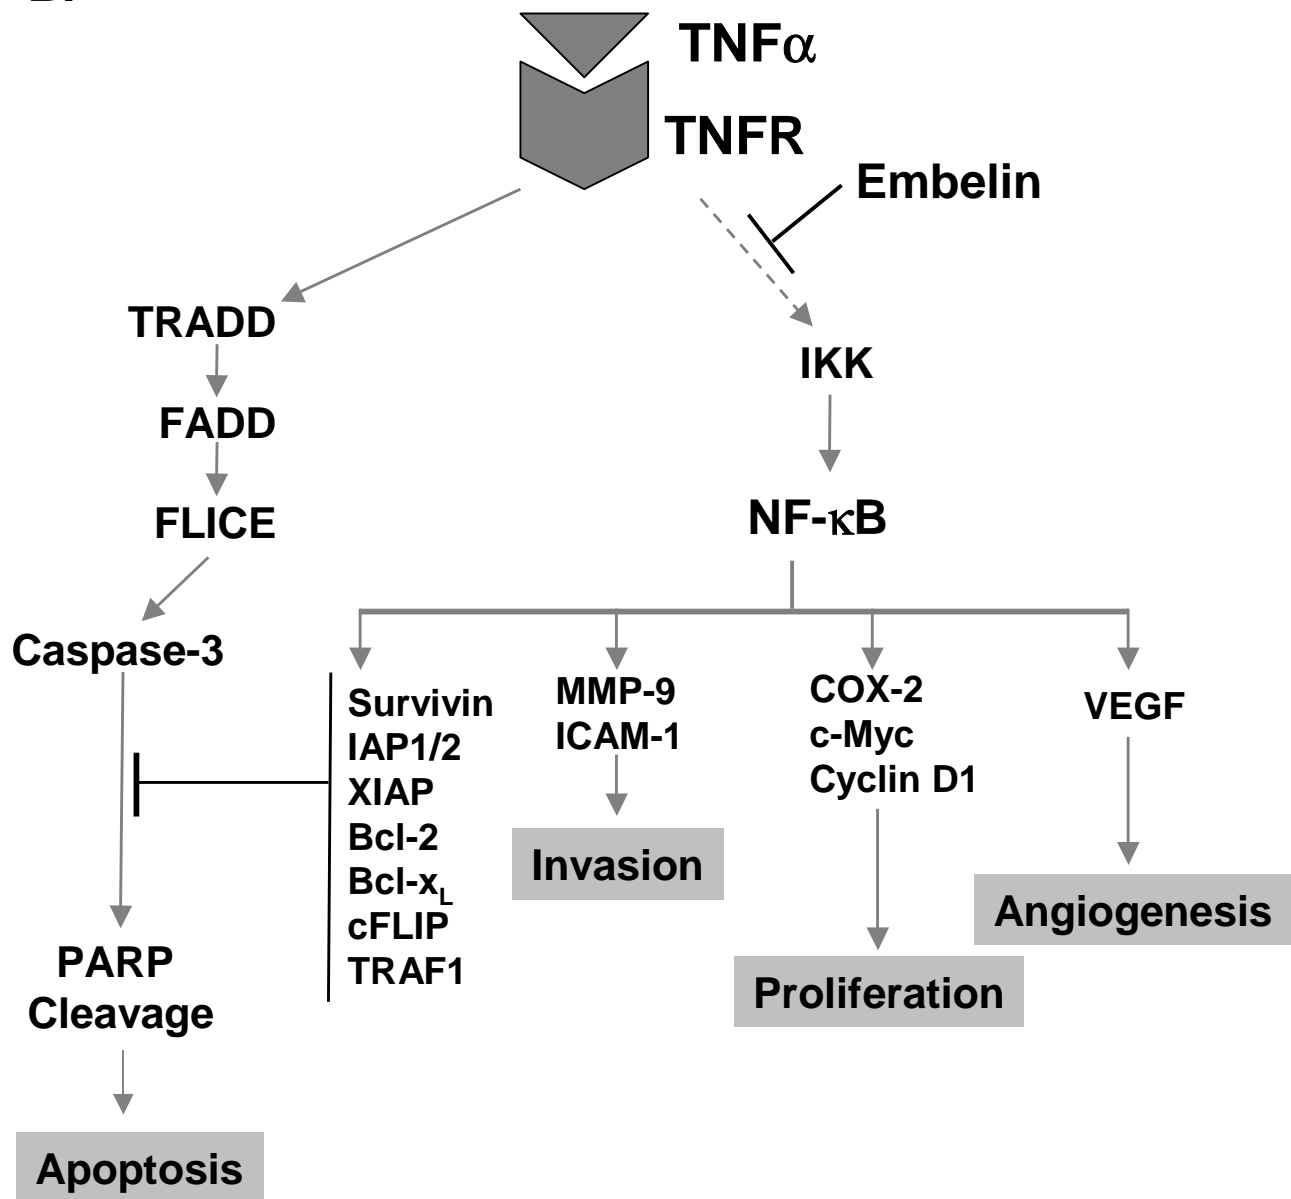 TNFα
TNFR
Embelin
TRADD
IKK
FADD
FLICE
NF-κB
Caspase-3
Survivin
IAP1/2
XIAP
Bcl-2
Bcl-xL
cFLIP
TRAF1
MMP-9
ICAM-1
COX-2
c-Myc
Cyclin D1
VEGF
Invasion
Angiogenesis
PARP
Cleavage
Proliferation
Apoptosis